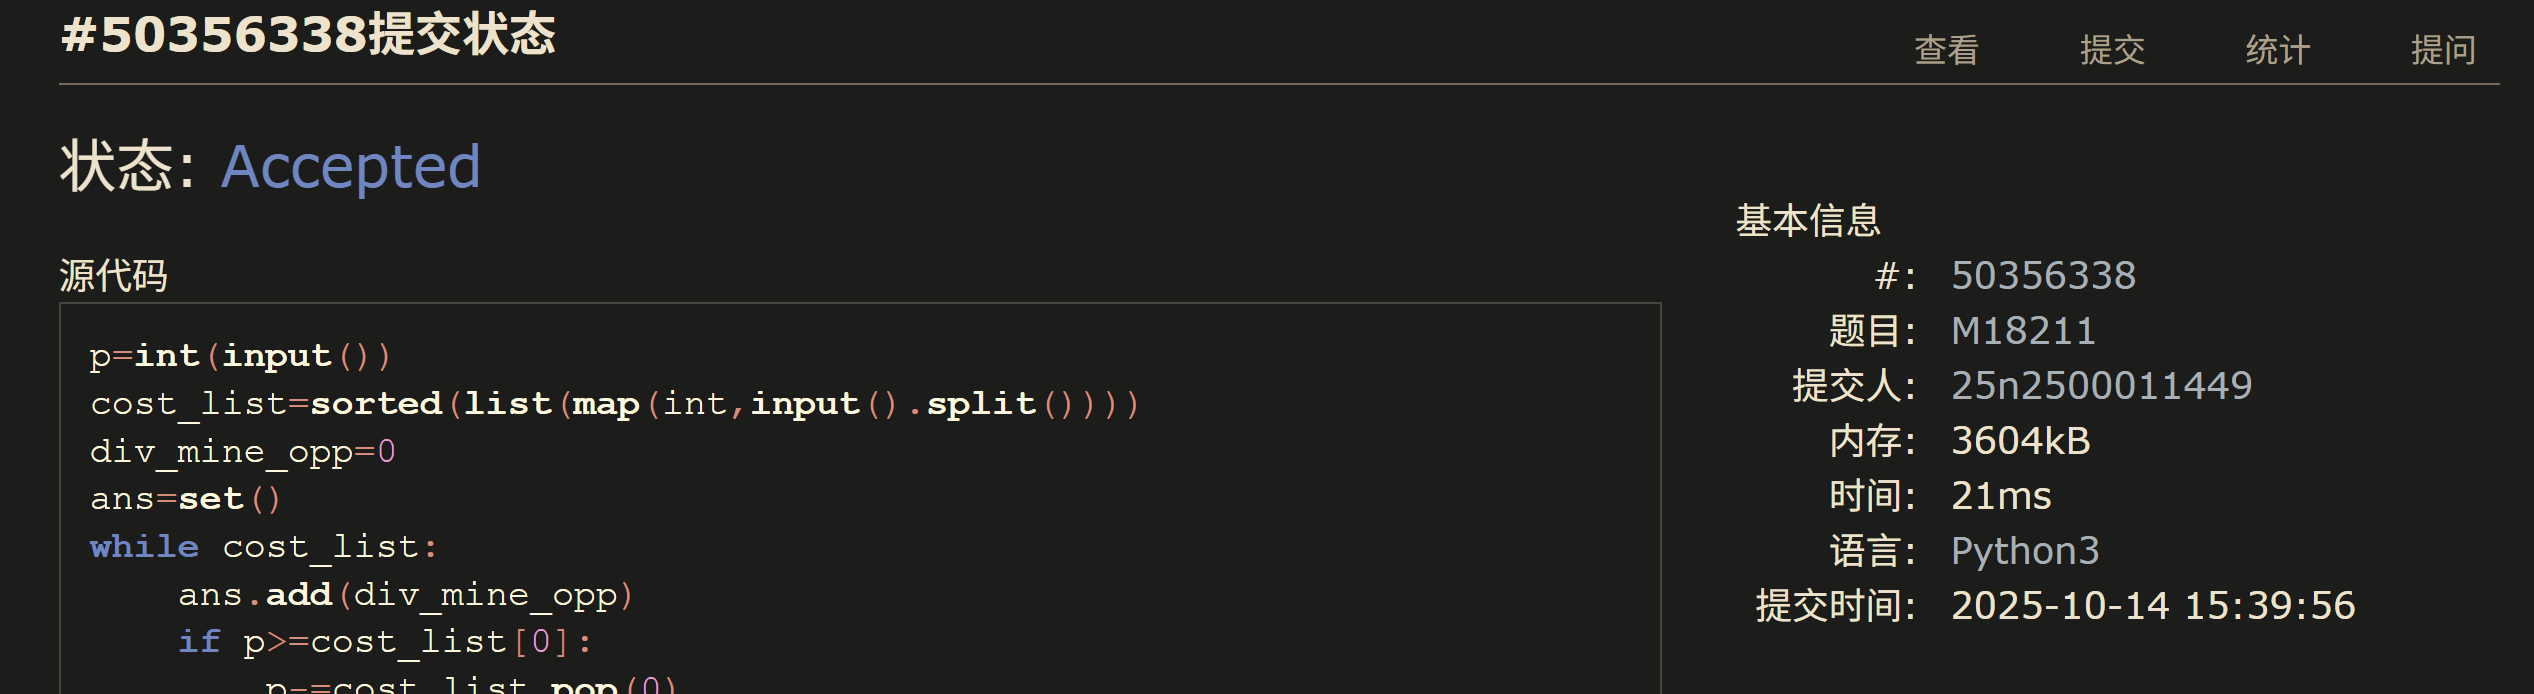 #50356338提交状态
查看 提交 统计 提问
状态: Accepted
源代码
p=int(input())
cost_list=sorted(list(map(int,input().split())))
div_mine_opp=0
ans=set()
while cost_list:
    ans.add(div_mine_opp)
    if p>=cost_list[0]:
        p-=cost_list.pop(0)
基本信息
#: 50356338
题目: M18211
提交人: 25n2500011449
内存: 3604kB
时间: 21ms
语言: Python3
提交时间: 2025-10-14 15:39:56